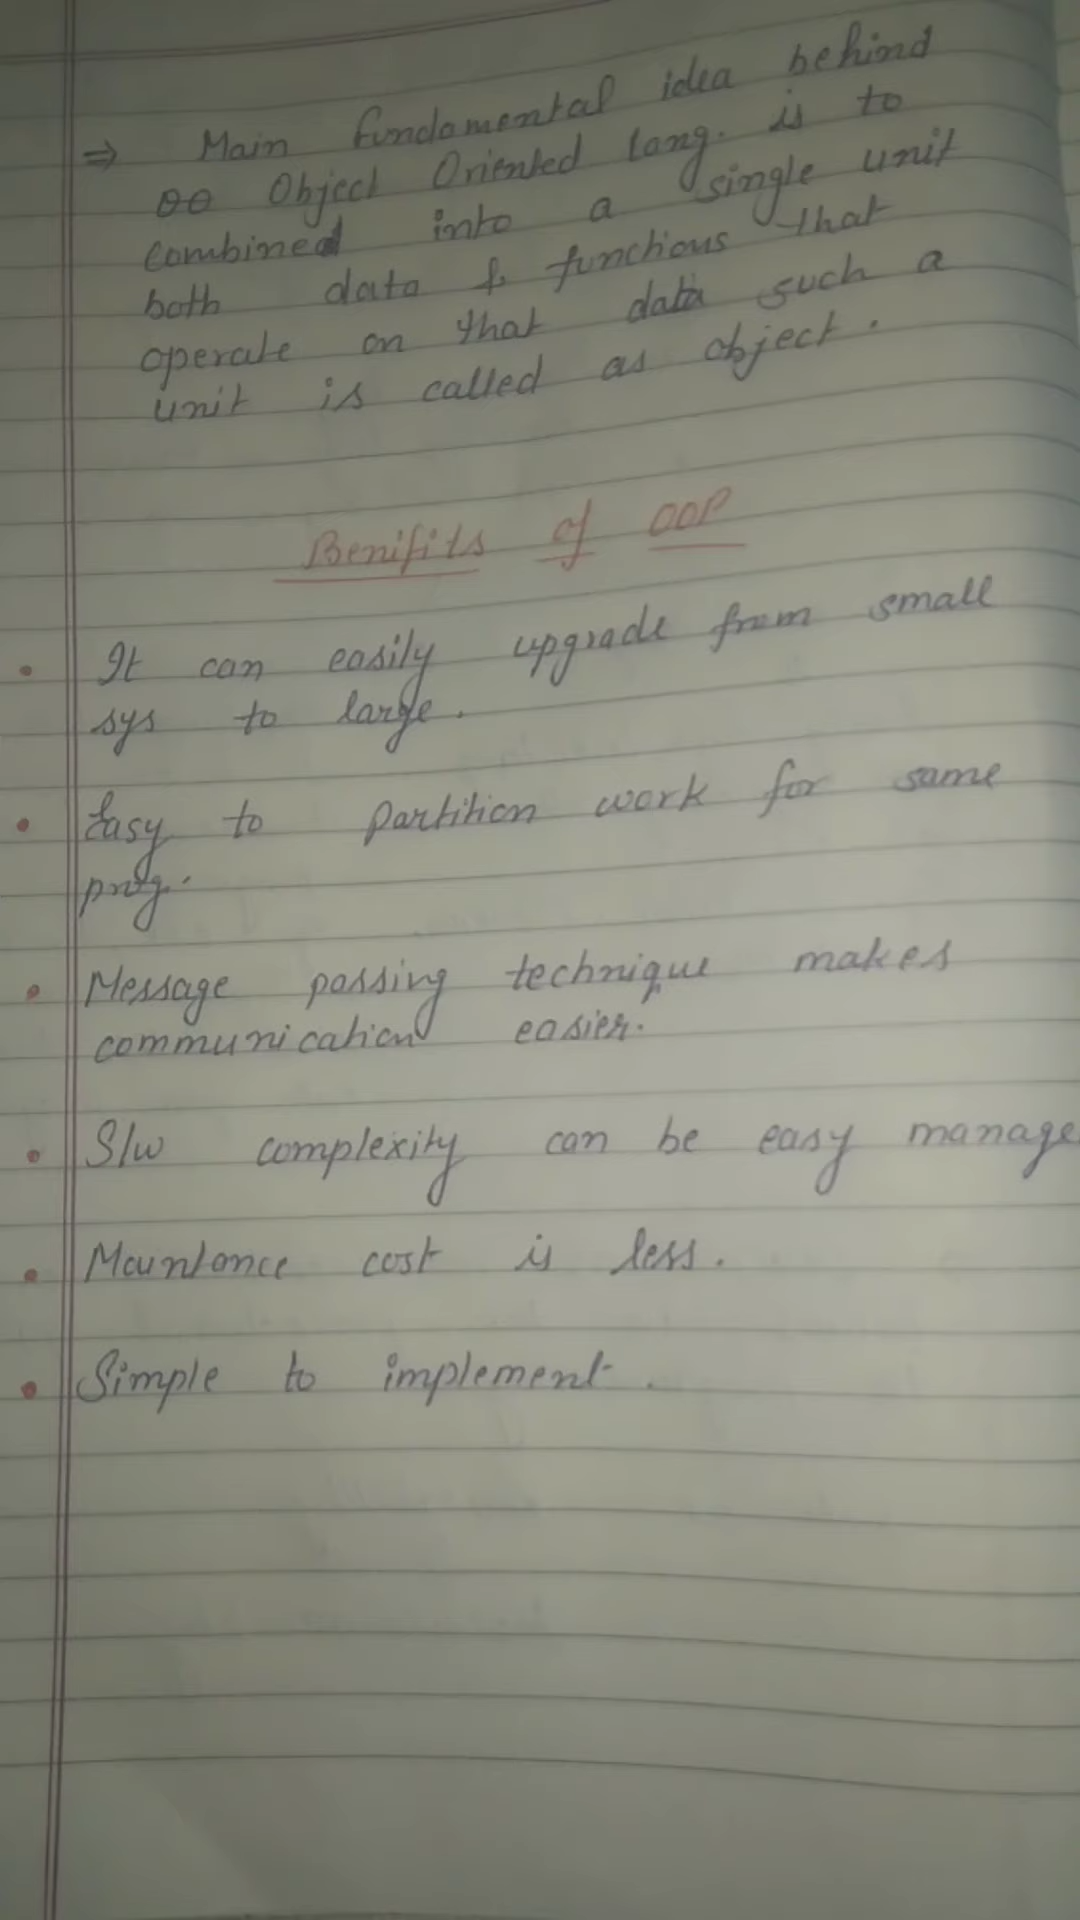 ⇒ Main fundamental idea behind
OO Object Oriented lang. is to
combined into a single unit
both data & functions that
operate on that data such a
unit is called as object.
Benifits of OOP
• It can easily upgrade from small
sys to large.
• Easy to partition work for same
prog.
• Message passing technique makes
communication easier.
• S/w complexity can be easy manage
• Mauntance cost is less.
• Simple to implement.